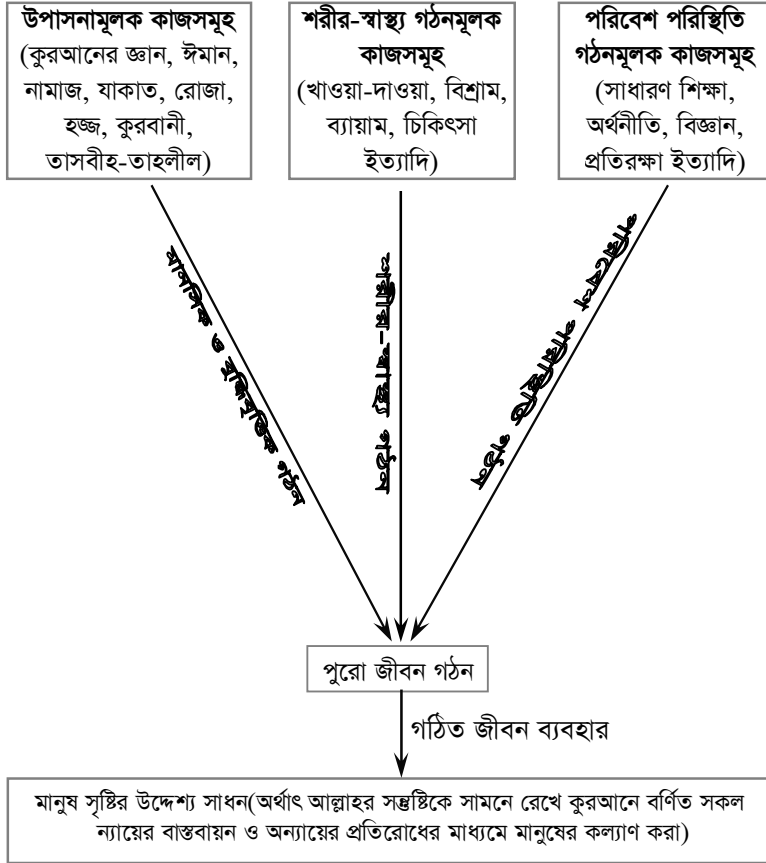 উপাসনামূলক কাজসমূহ
(কুরআনের জ্ঞান, ঈমান,
নামাজ, যাকাত, রোজা,
হজ্জ, কুরবানী,
তাসবীহ-তাহলীল)
শরীর-স্বাস্থ্য গঠনমূলক
কাজসমূহ
(খাওয়া-দাওয়া, বিশ্রাম,
ব্যায়াম, চিকিৎসা
ইত্যাদি)
পরিবেশ পরিস্থিতি
গঠনমূলক কাজসমূহ
(সাধারণ শিক্ষা,
অর্থনীতি, বিজ্ঞান,
প্রতিরক্ষা ইত্যাদি)
মানসিক ও বুদ্ধিবৃত্তিক গঠন
শারীর-স্বাস্থ্য গঠন
পরিবেশ পরিস্থিতি গঠন
পুরো জীবন গঠন
গঠিত জীবন ব্যবহার
মানুষ সৃষ্টির উদ্দেশ্য সাধন(অর্থাৎ আল্লাহর সন্তুষ্টিকে সামনে রেখে কুরআনে বর্ণিত সকল
ন্যায়ের বাস্তবায়ন ও অন্যায়ের প্রতিরোধের মাধ্যমে মানুষের কল্যাণ করা)